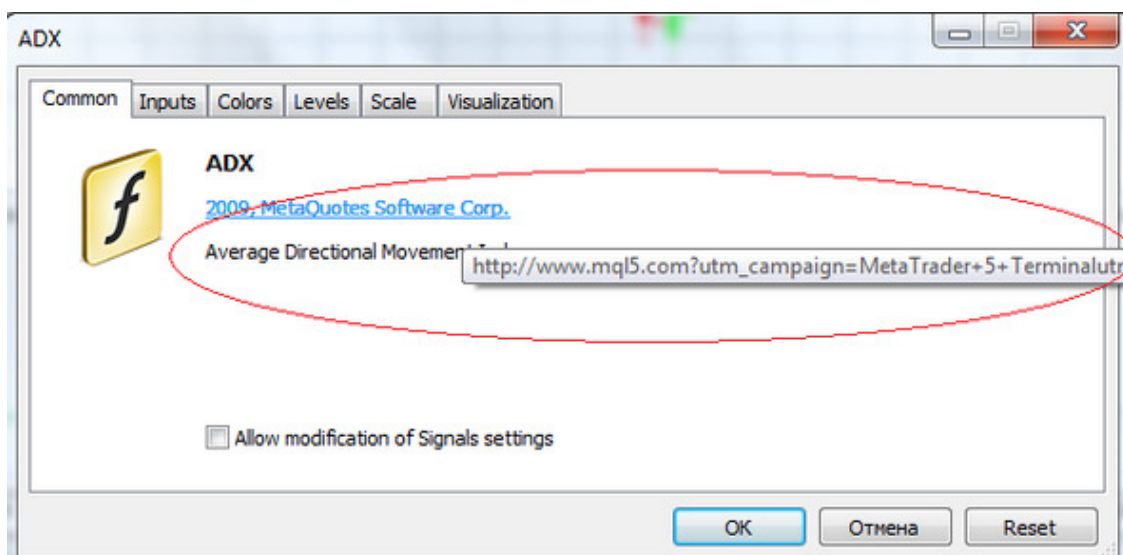 ADX
Common Inputs Colors Levels Scale Visualization
ADX
2009, MetaQuotes Software Corp.
Average Directional Movement
http://www.mql5.com?utm_campaign=MetaTrader+5+Terminalutm
Allow modification of Signals settings
OK Отмена Reset